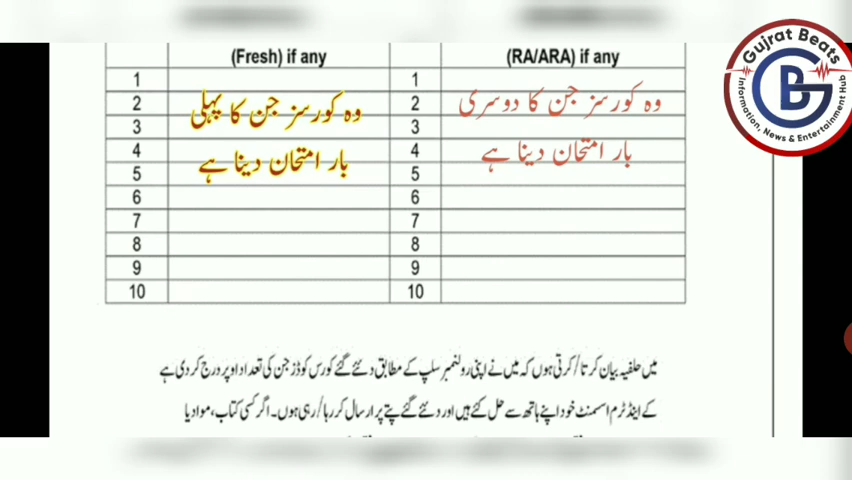 Gujrat Beats
GB
Information, News & Entertainment Hub
(Fresh) if any (RA/ARA) if any
1 1
2 وہ کورسز جن کا پہلی 2 وہ کورسز جن کا دوسری
3 3
4 بار امتحان دینا ہے 4 بار امتحان دینا ہے
5 5
6 6
7 7
8 8
9 9
10 10
میں حلفیہ بیان کرتا/کرتی ہوں کہ میں نے اپنی رولنمبر سلپ کے مطابق دئے گئے کورس کوڈز جن کی تعداد اوپر درج کر دی ہے
کے اینڈ ٹرم اسسمنٹ خود اپنے ہاتھ سے حل کئے ہیں اور دئے گئے پتے پر ارسال کر رہا/رہی ہوں۔ اگر کسی کتاب، مواد یا